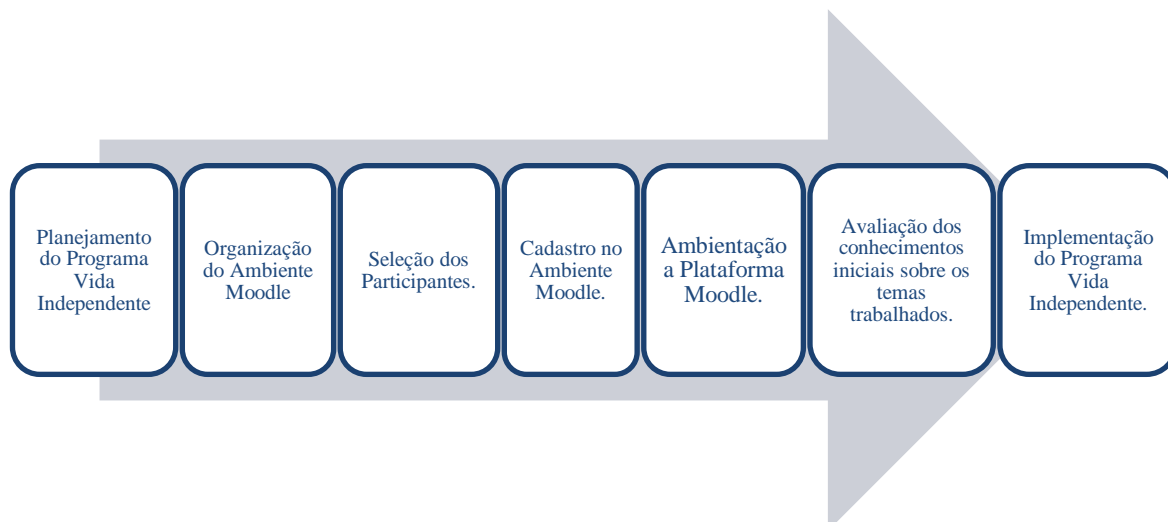 Planejamento
do Programa
Vida
Independente
Organização
do Ambiente
Moodle
Seleção dos
Participantes.
Cadastro no
Ambiente
Moodle.
Ambientação
a Plataforma
Moodle.
Avaliação dos
conhecimentos
iniciais sobre os
temas
trabalhados.
Implementação
do Programa
Vida
Independente.